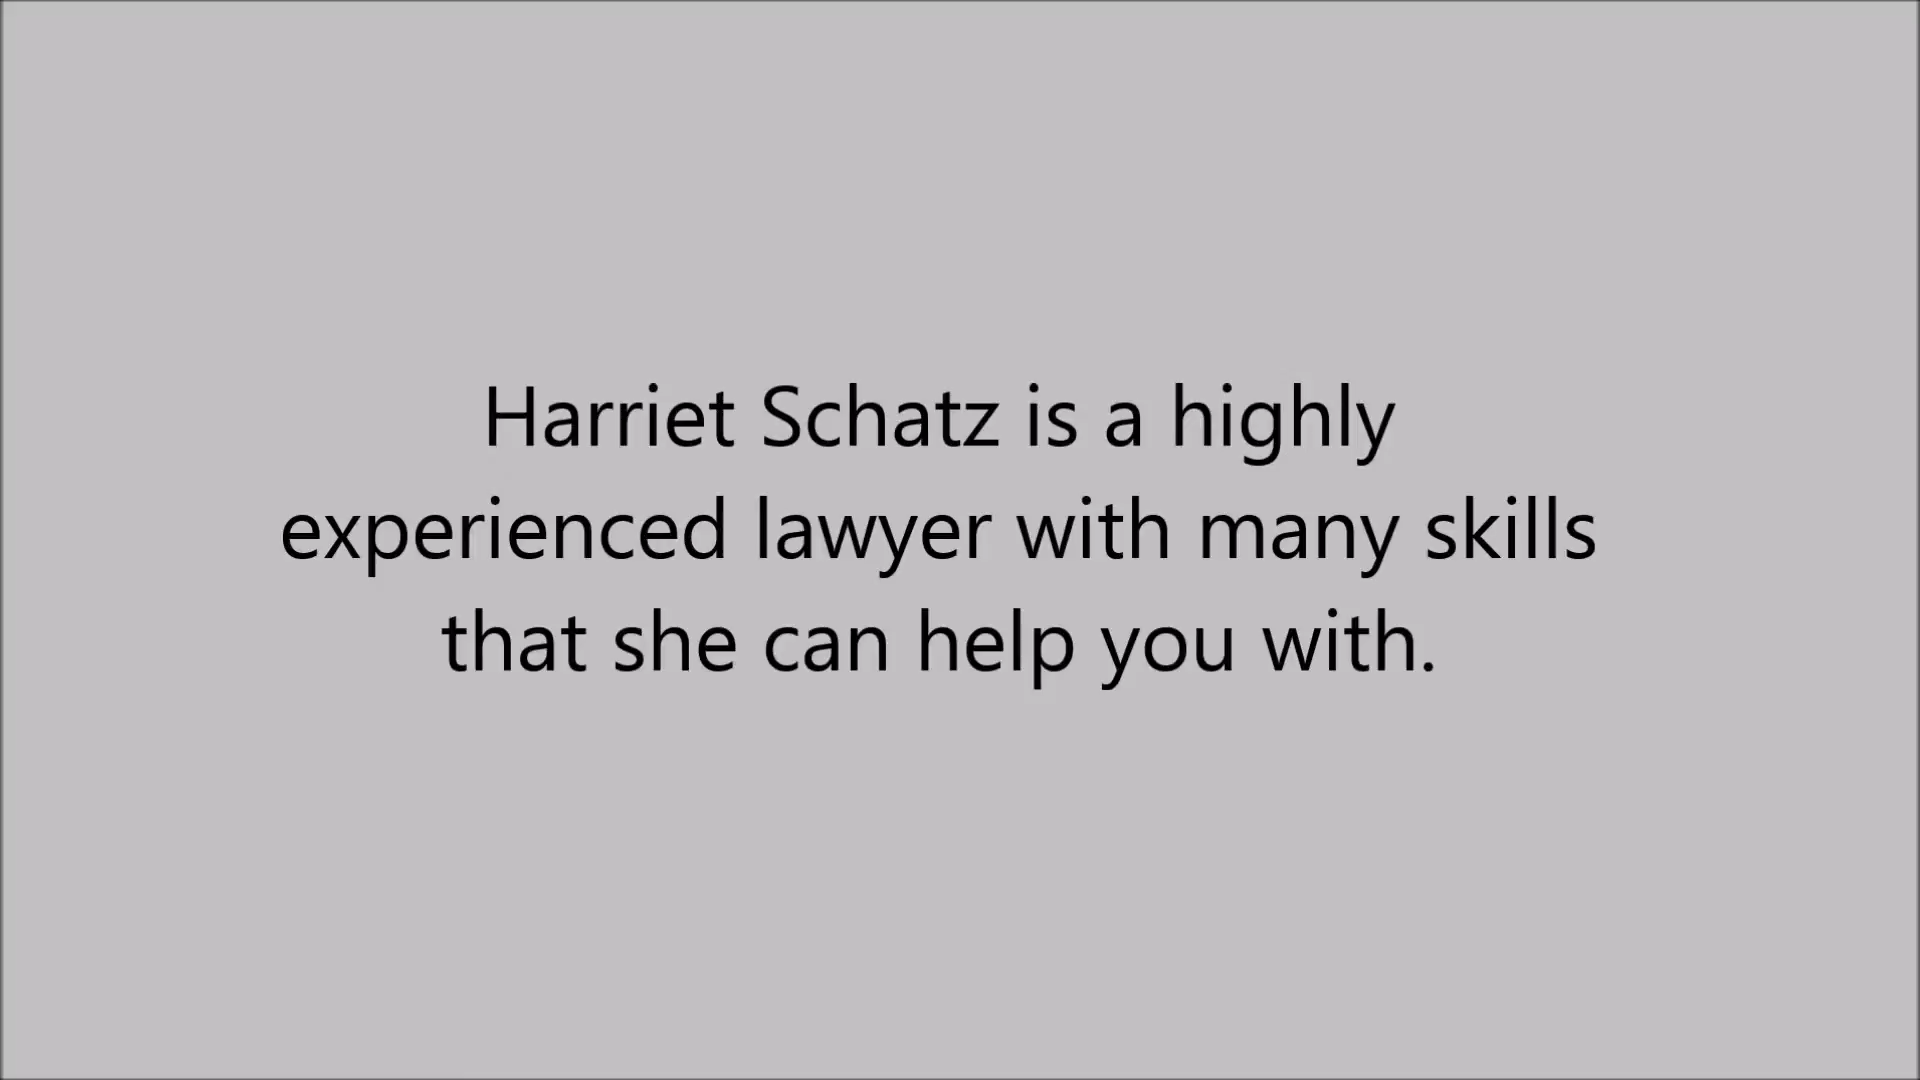 Harriet Schatz is a highly
experienced lawyer with many skills
that she can help you with.